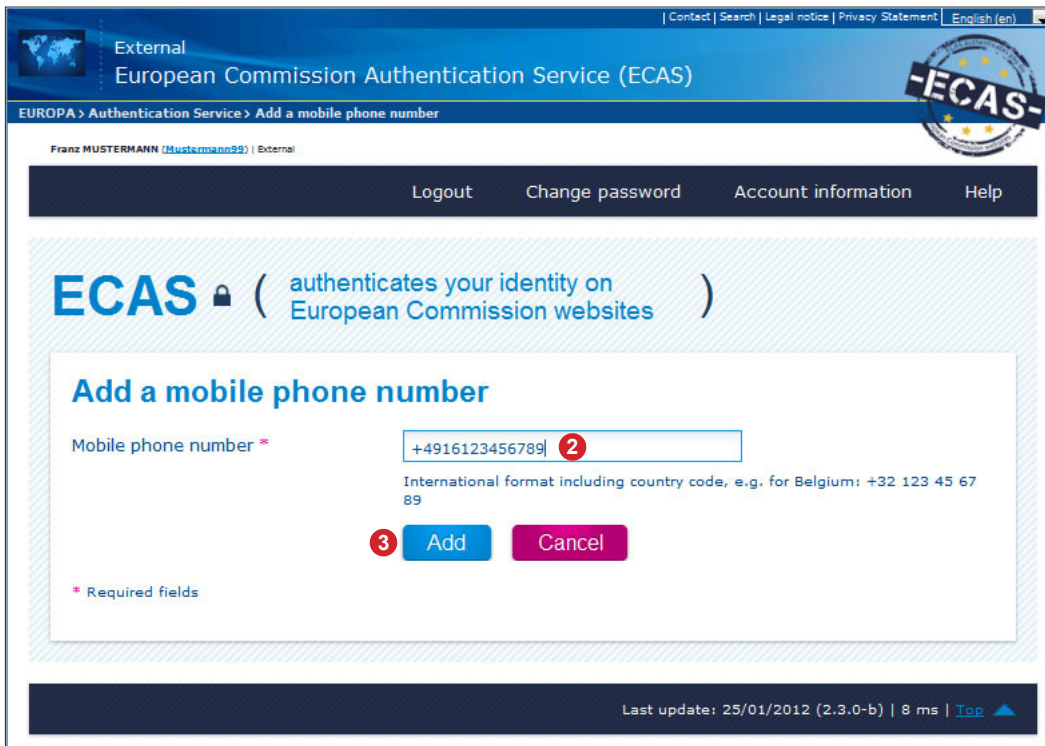 | Contact | Search | Legal notice | Privacy Statement English (en)
External
European Commission Authentication Service (ECAS)
-ECAS-
EUROPA > Authentication Service > Add a mobile phone number
Franz MUSTERMANN (Mustermann99) | External
Logout Change password Account information Help
ECAS ( authenticates your identity on
European Commission websites )
Add a mobile phone number
Mobile phone number * +4916123456789 2
International format including country code, e.g. for Belgium: +32 123 45 67
89
3 Add Cancel
* Required fields
Last update: 25/01/2012 (2.3.0-b) | 8 ms | Top